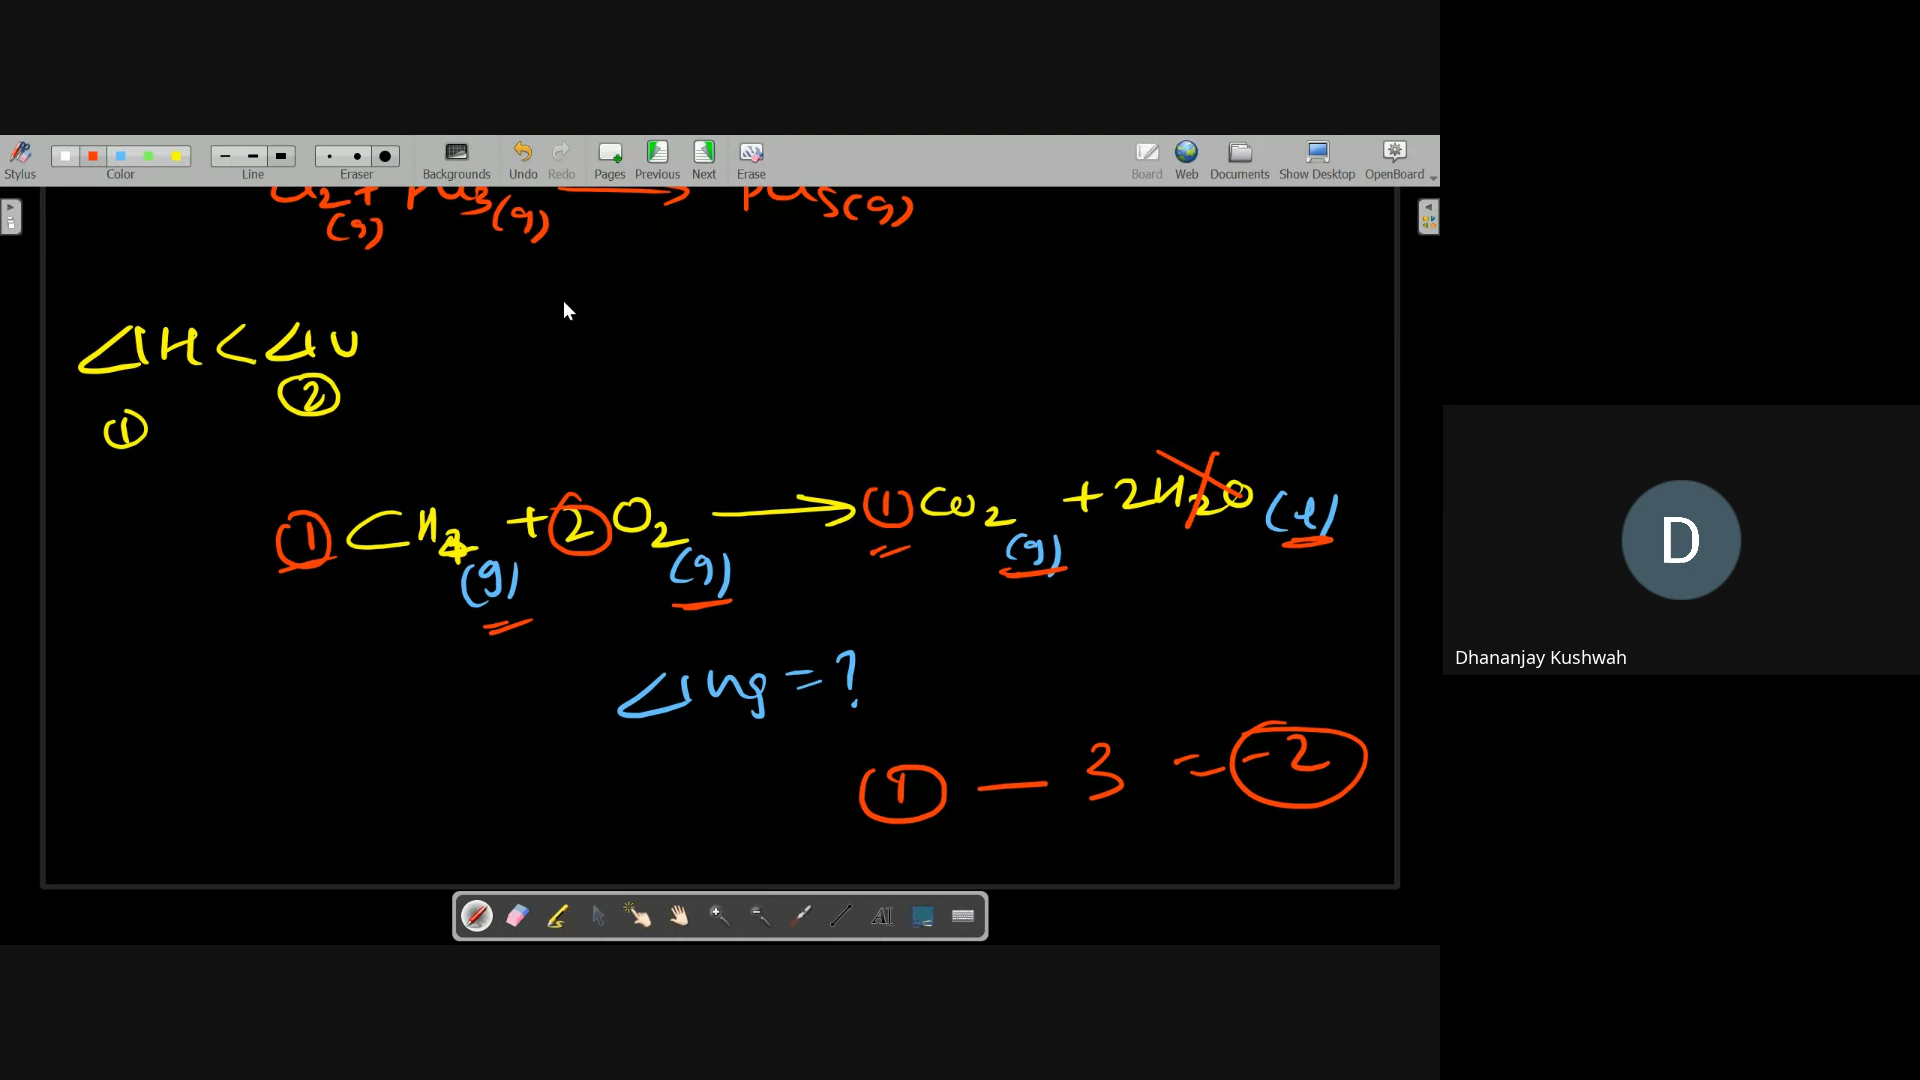 Stylus Color Line Eraser Backgrounds Undo Redo Pages Previous Next Erase Board Web Documents Show Desktop OpenBoard
Cl₂ + PCl₃(g) ⟶ PCl₅(g)
(g)
ΔH < ΔU
②
①
① CH₄ + ② O₂ ⟶ ① CO₂ + 2H₂O (l)
(g) (g) (g)
Δng = ?
① — 3 = -2
D
Dhananjay Kushwah